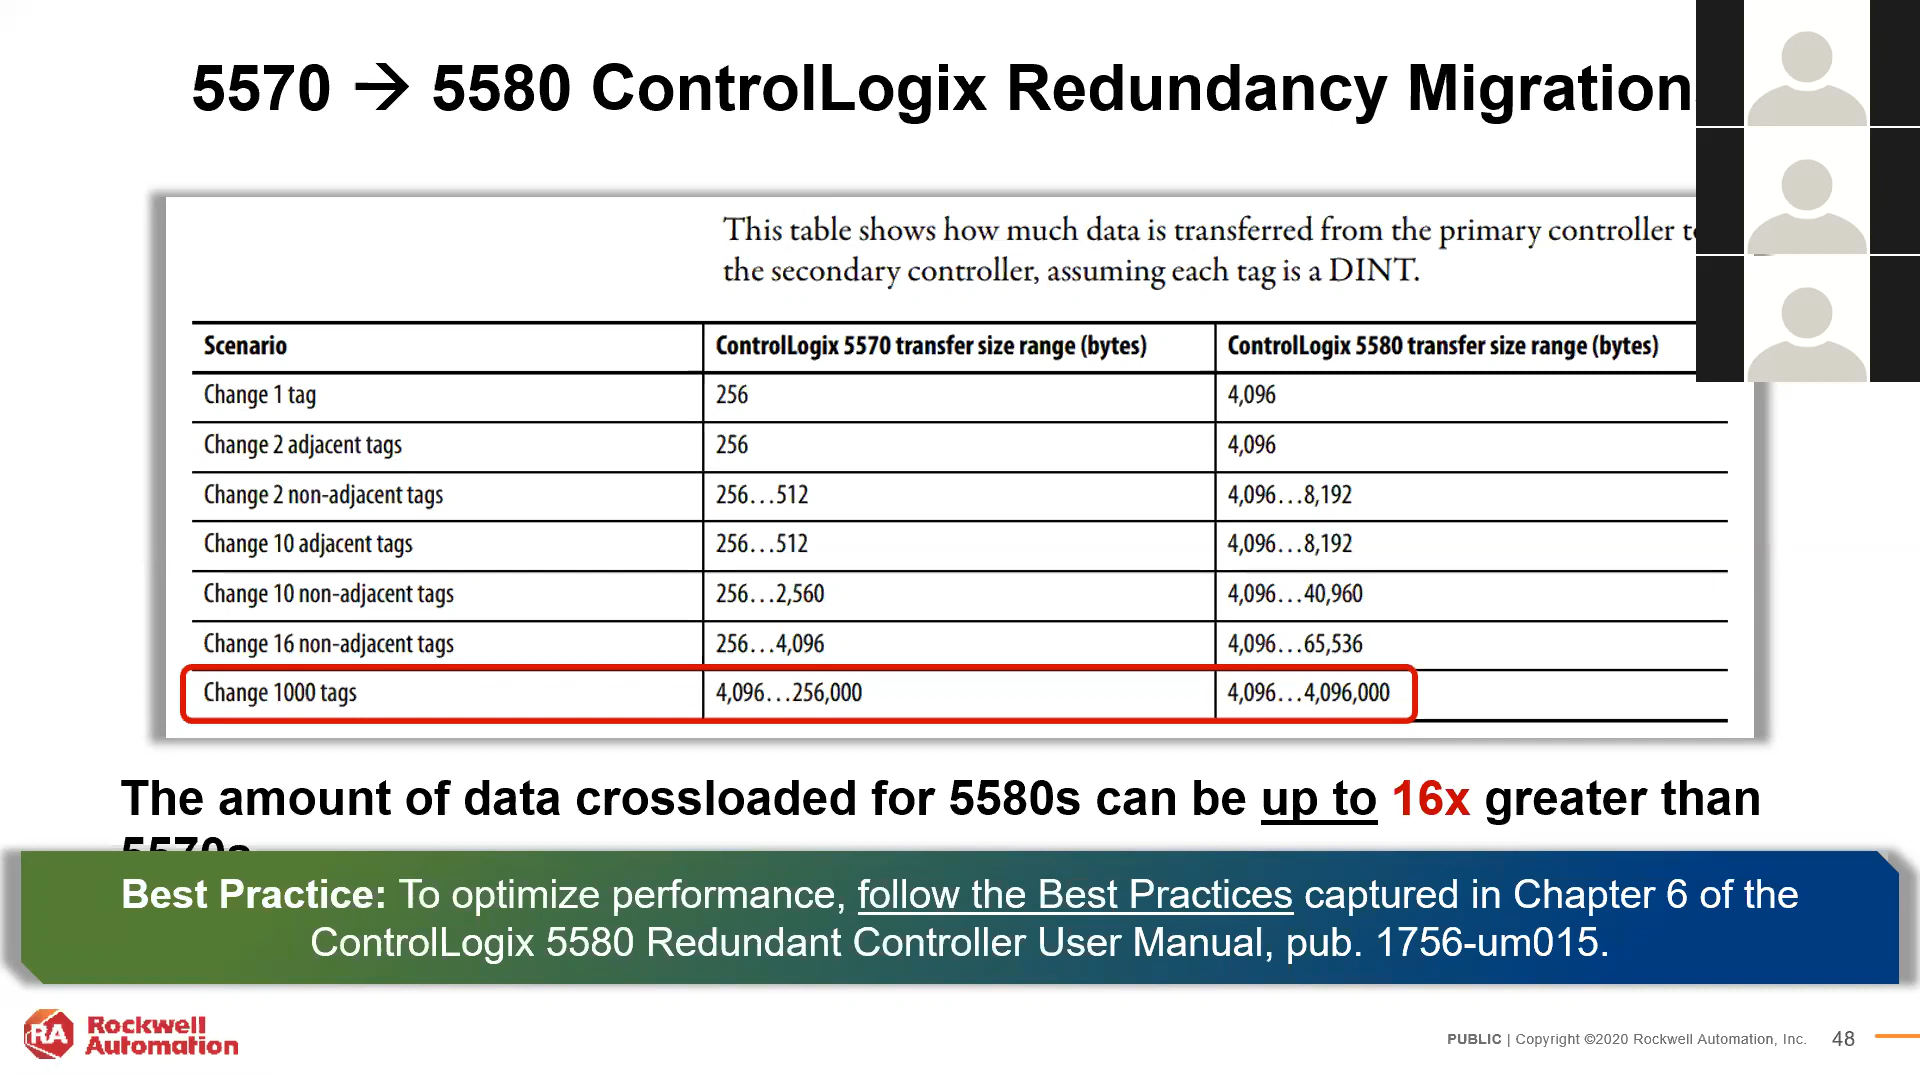 5570 → 5580 ControlLogix Redundancy Migration
This table shows how much data is transferred from the primary controller
the secondary controller, assuming each tag is a DINT.
Scenario ControlLogix 5570 transfer size range (bytes) ControlLogix 5580 transfer size range (bytes)
Change 1 tag 256 4,096
Change 2 adjacent tags 256 4,096
Change 2 non-adjacent tags 256...512 4,096...8,192
Change 10 adjacent tags 256...512 4,096...8,192
Change 10 non-adjacent tags 256...2,560 4,096...40,960
Change 16 non-adjacent tags 256...4,096 4,096...65,536
Change 1000 tags 4,096...256,000 4,096...4,096,000
The amount of data crossloaded for 5580s can be up to 16x greater than
Best Practice: To optimize performance, follow the Best Practices captured in Chapter 6 of the
ControlLogix 5580 Redundant Controller User Manual, pub. 1756-um015.
RA Rockwell
Automation
PUBLIC | Copyright ©2020 Rockwell Automation, Inc. 48